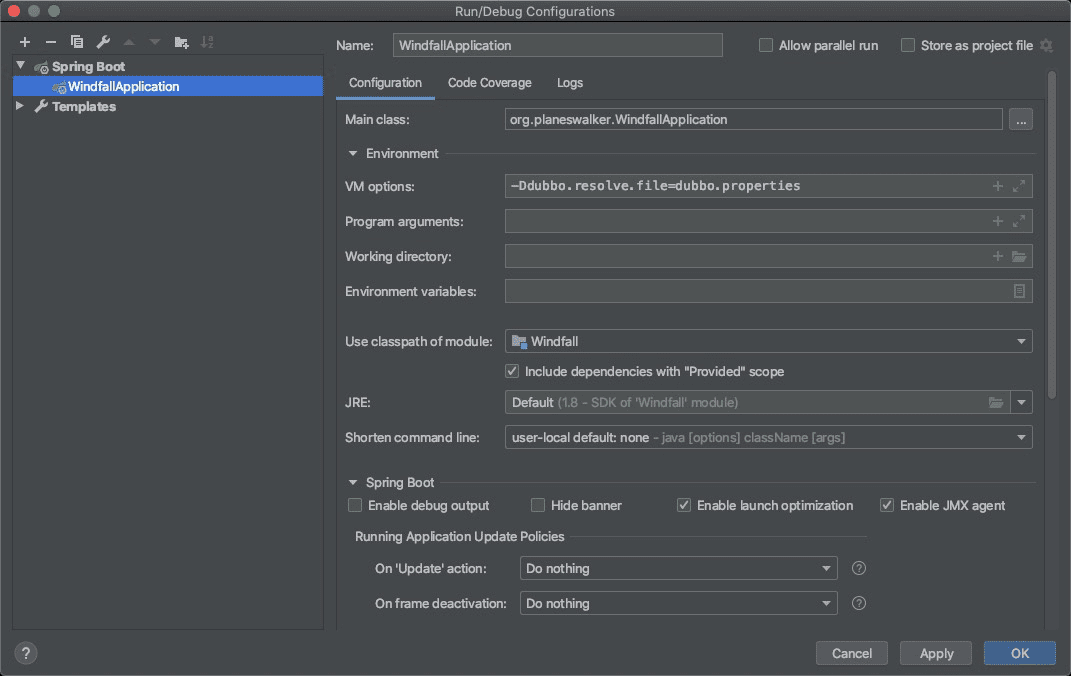 Run/Debug Configurations
Name: WindfallApplication Allow parallel run Store as project file
Spring Boot
WindfallApplication
Templates
Configuration Code Coverage Logs
Main class: org.planeswalker.WindfallApplication ...
Environment
VM options: -Ddubbo.resolve.file=dubbo.properties
Program arguments:
Working directory:
Environment variables:
Use classpath of module: Windfall
Include dependencies with "Provided" scope
JRE: Default (1.8 - SDK of 'Windfall' module)
Shorten command line: user-local default: none - java [options] className [args]
Spring Boot
Enable debug output Hide banner Enable launch optimization Enable JMX agent
Running Application Update Policies
On 'Update' action: Do nothing ?
On frame deactivation: Do nothing ?
? Cancel Apply OK